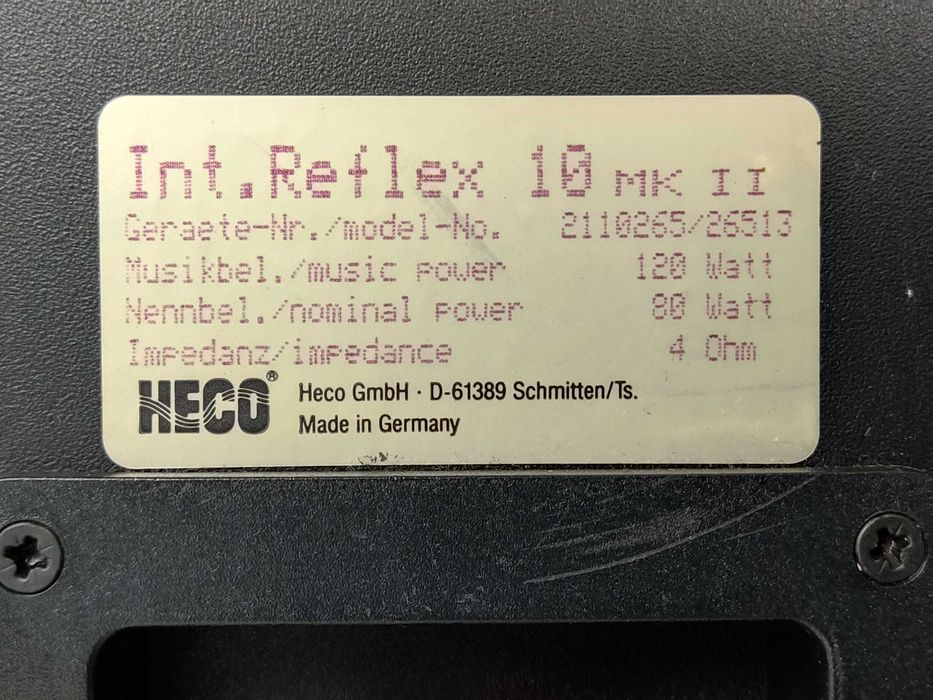 Int.Reflex 10 MK II
Geraete-Nr./model-No. 2110265/26513
Musikbel./music power 120 Watt
Nennbel./nominal power 80 Watt
Impedanz/impedance 4 Ohm
HECO® Heco GmbH · D-61389 Schmitten/Ts.
Made in Germany